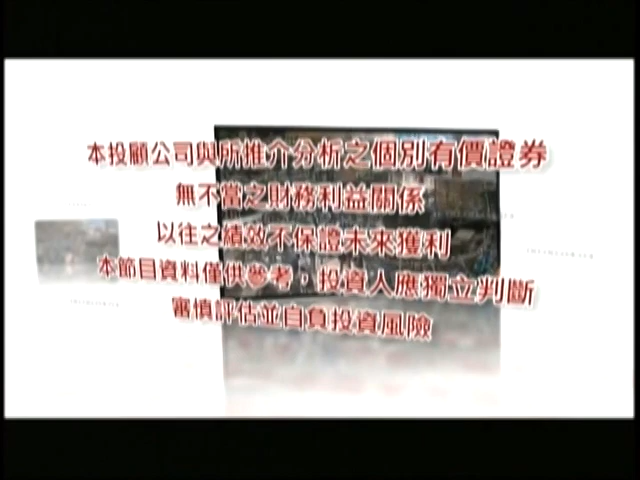 本投顧公司與所推介分析之個別有價證券
無不當之財務利益關係
以往之績效不保證未來獲利
本節目資料僅供參考，投資人應獨立判斷
審慎評估並自負投資風險